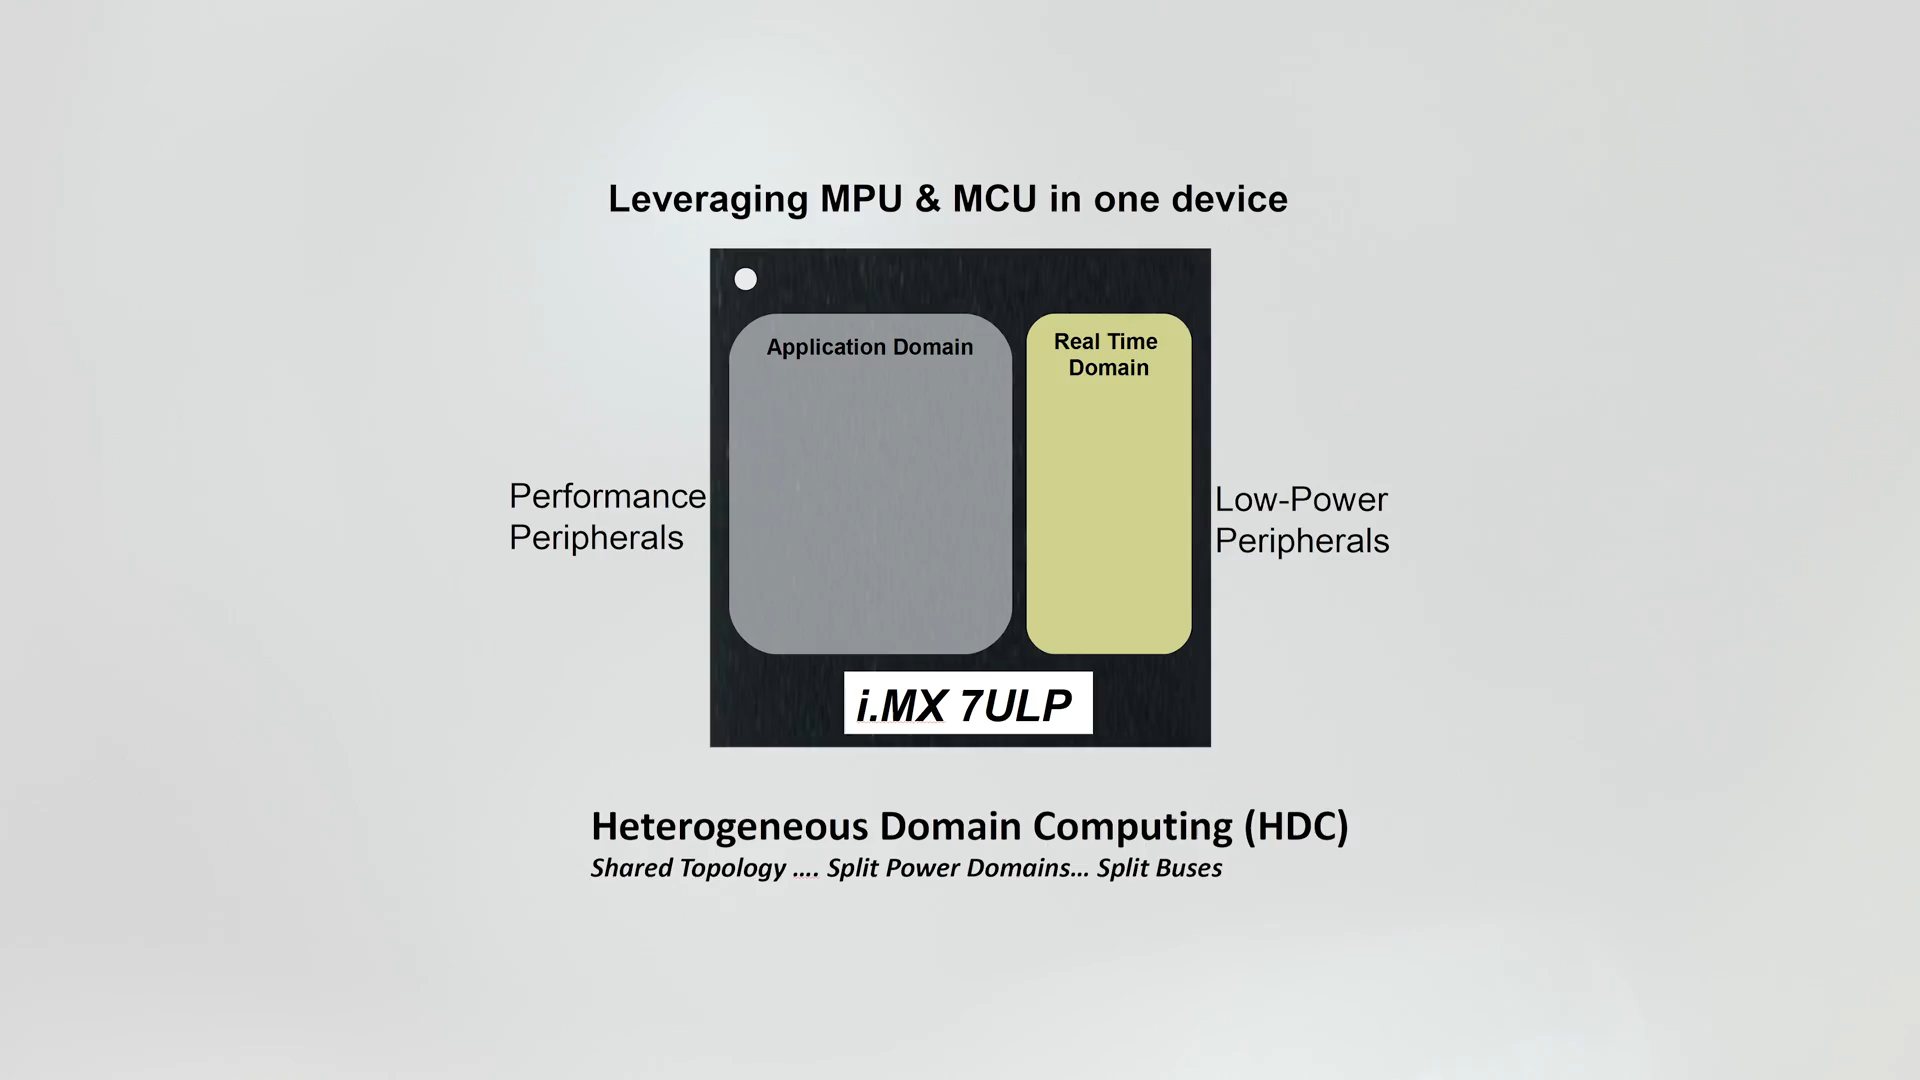 Leveraging MPU & MCU in one device
Application Domain
Real Time
Domain
Performance
Peripherals
Low-Power
Peripherals
i.MX 7ULP
Heterogeneous Domain Computing (HDC)
Shared Topology .... Split Power Domains... Split Buses